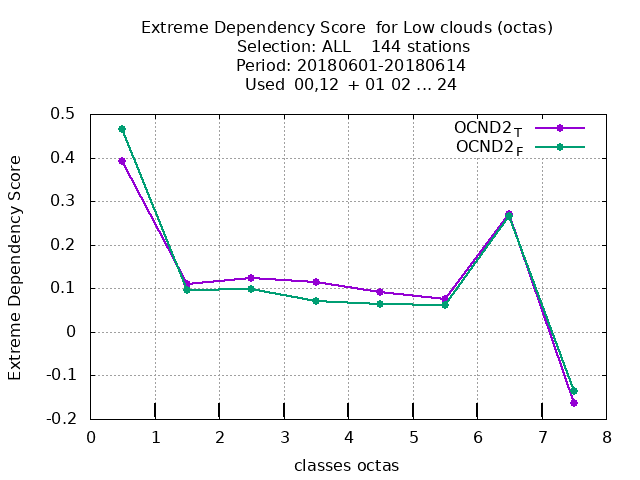 Extreme Dependency Score  for Low clouds (octas)
Selection: ALL    144 stations
Period: 20180601-20180614
Used  00,12  + 01 02 ... 24
OCND2T
OCND2F
Extreme Dependency Score
0.5
0.4
0.3
0.2
0.1
0
-0.1
-0.2
0 1 2 3 4 5 6 7 8
classes octas